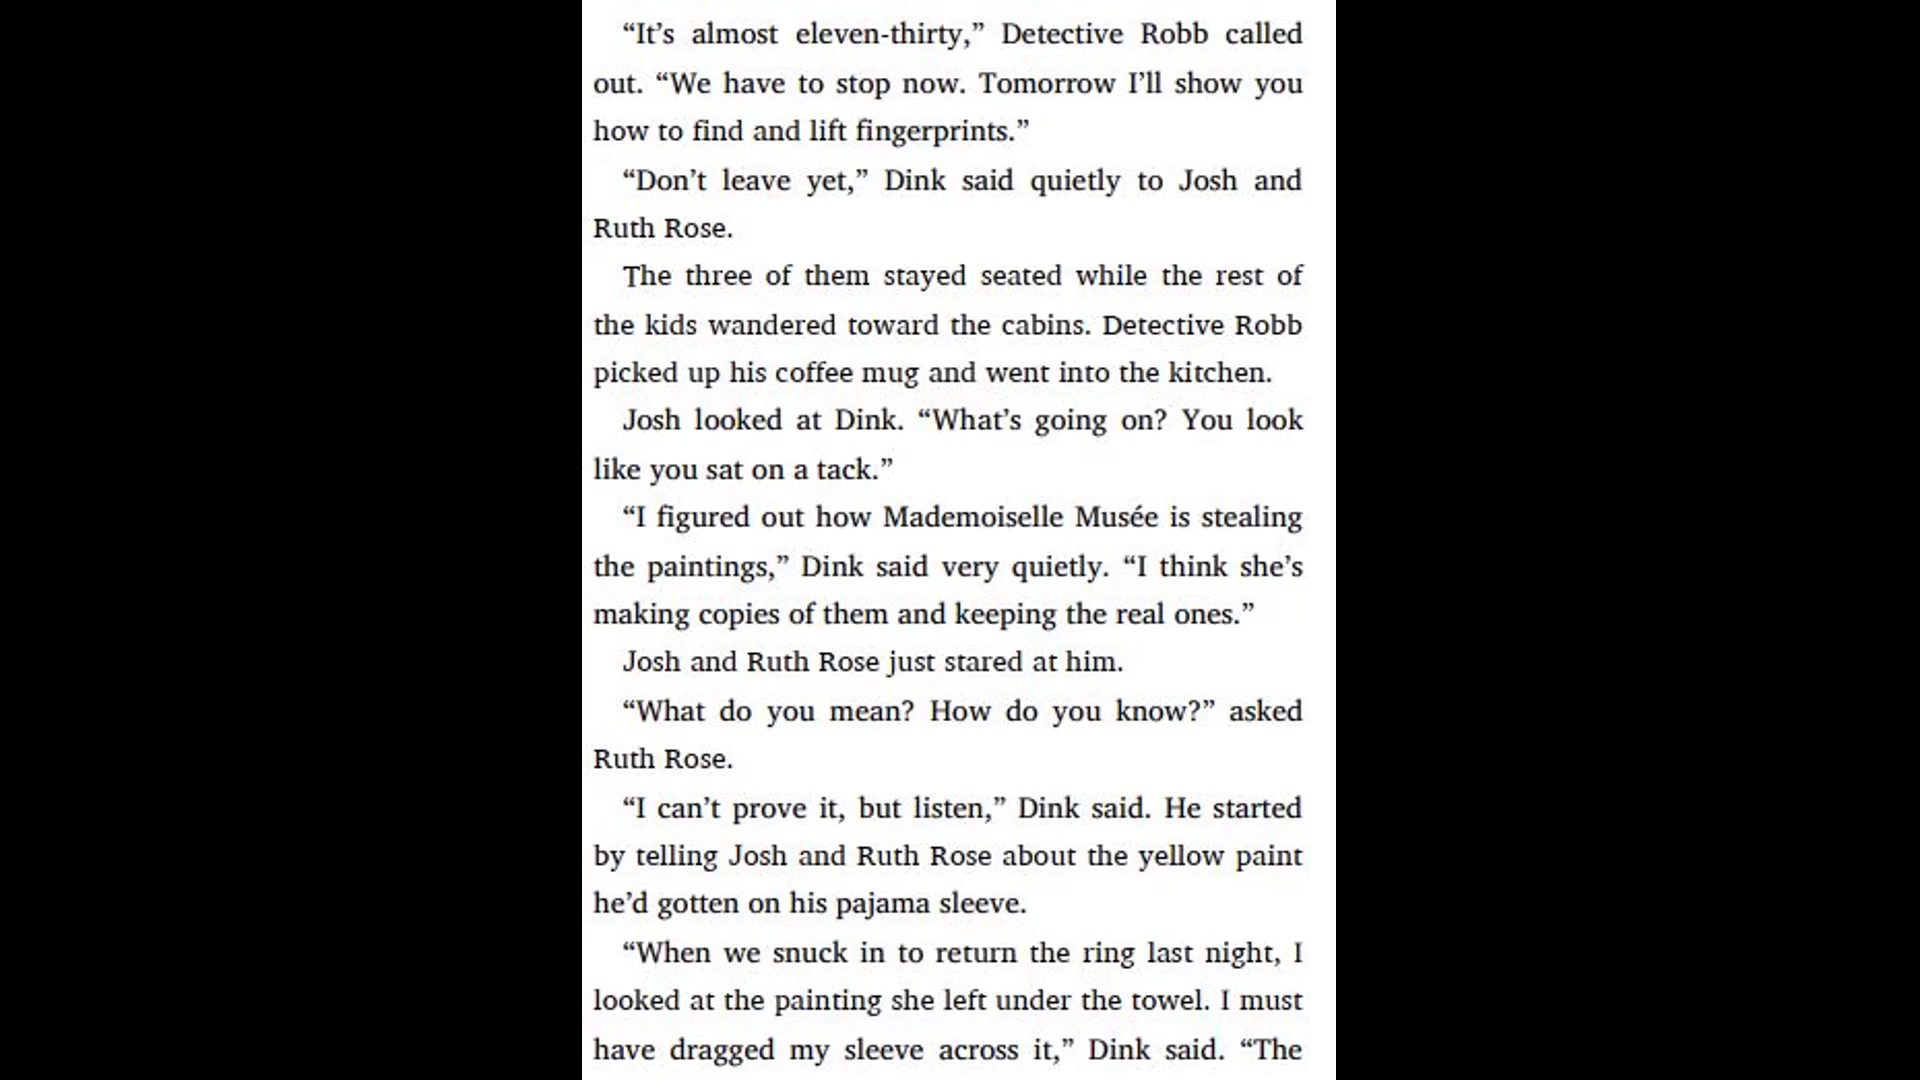 “It’s almost eleven-thirty,” Detective Robb called
out. “We have to stop now. Tomorrow I’ll show you
how to find and lift fingerprints.”
“Don’t leave yet,” Dink said quietly to Josh and
Ruth Rose.
The three of them stayed seated while the rest of
the kids wandered toward the cabins. Detective Robb
picked up his coffee mug and went into the kitchen.
Josh looked at Dink. “What’s going on? You look
like you sat on a tack.”
“I figured out how Mademoiselle Musée is stealing
the paintings,” Dink said very quietly. “I think she’s
making copies of them and keeping the real ones.”
Josh and Ruth Rose just stared at him.
“What do you mean? How do you know?” asked
Ruth Rose.
“I can’t prove it, but listen,” Dink said. He started
by telling Josh and Ruth Rose about the yellow paint
he’d gotten on his pajama sleeve.
“When we snuck in to return the ring last night, I
looked at the painting she left under the towel. I must
have dragged my sleeve across it,” Dink said. “The